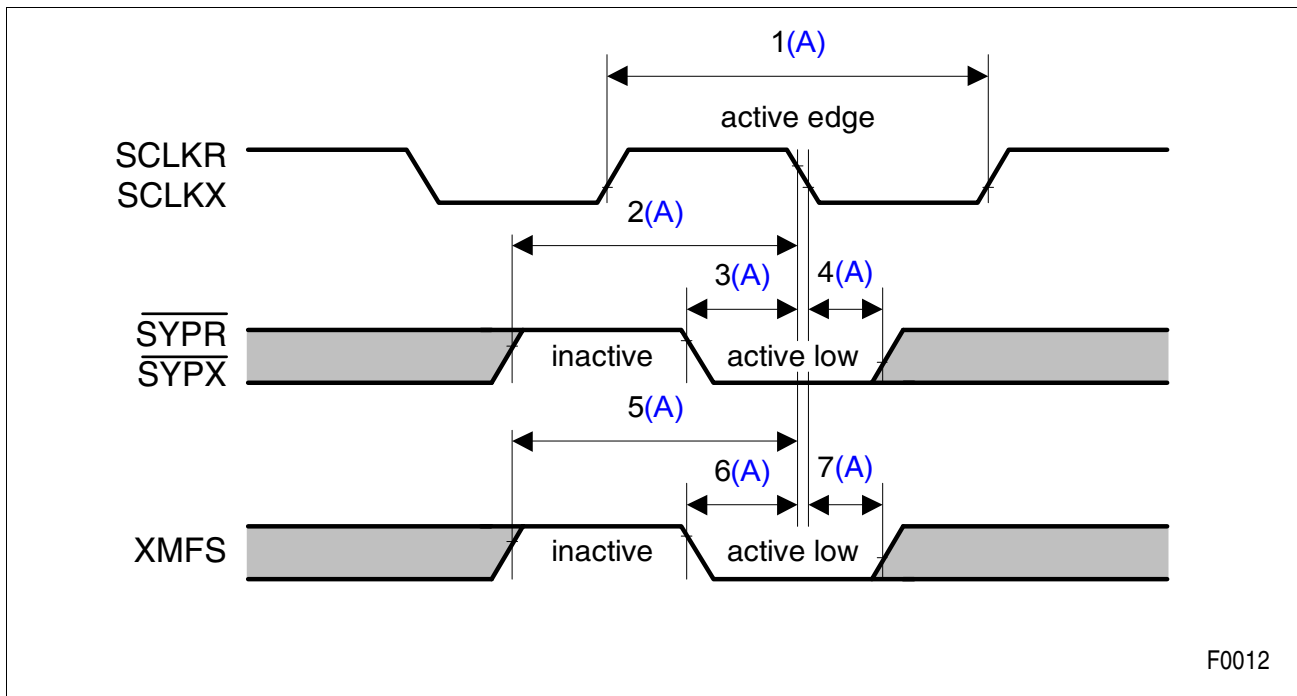 1(A)
active edge
SCLKR
SCLKX
2(A)
3(A) 4(A)
SYPR
SYPX
inactive active low
5(A)
6(A) 7(A)
XMFS
inactive active low
F0012